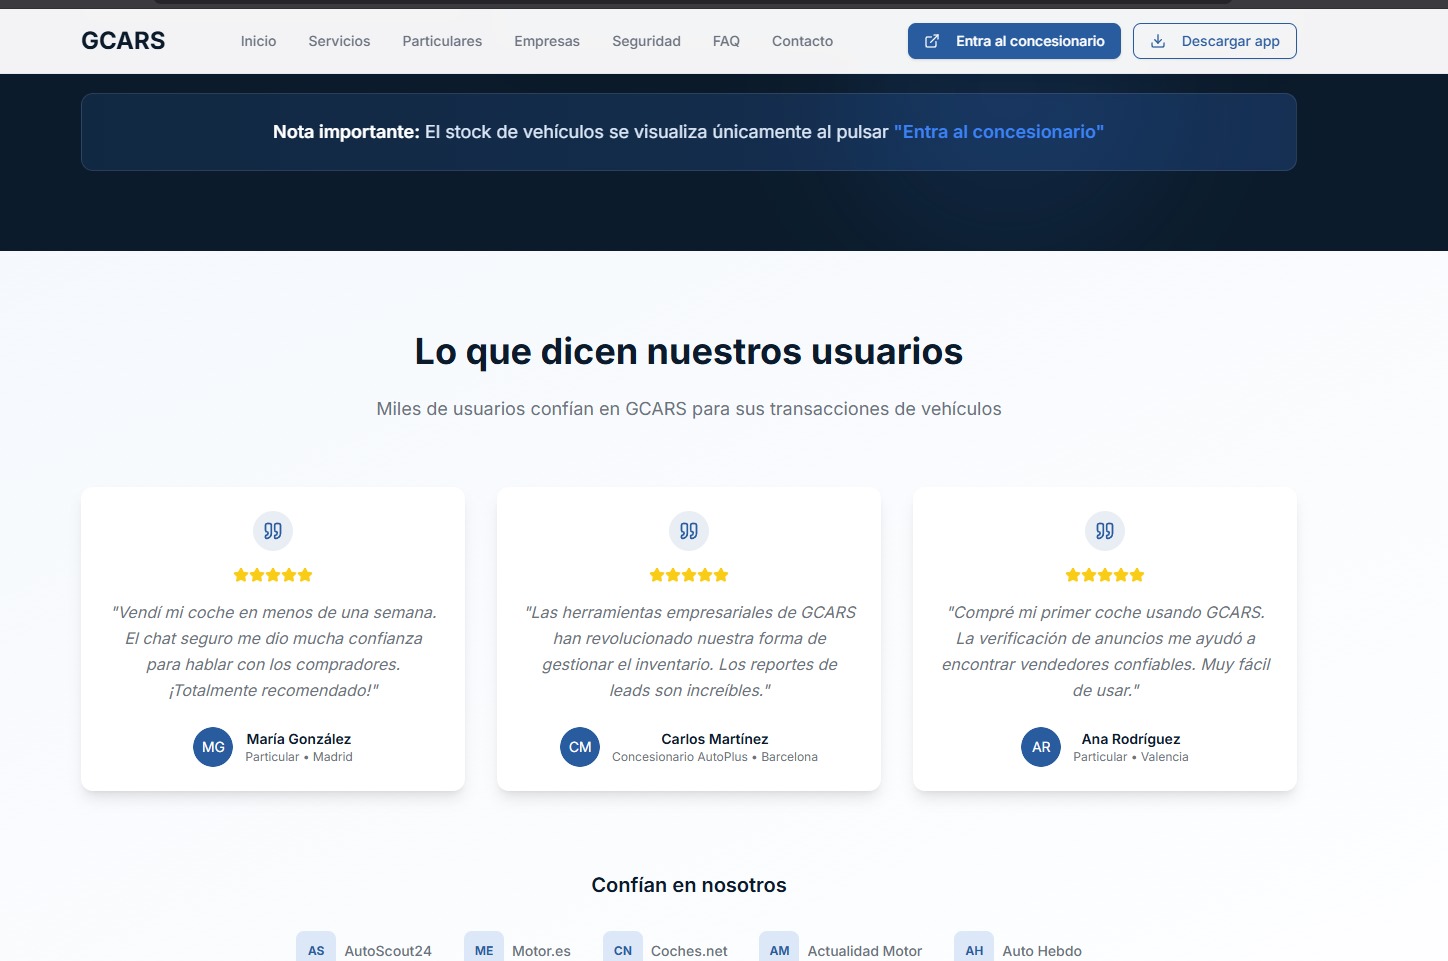 GCARS
Inicio
Servicios
Particulares
Empresas
Seguridad
FAQ
Contacto
Entra al concesionario
Descargar app
Nota importante: El stock de vehículos se visualiza únicamente al pulsar "Entra al concesionario"
Lo que dicen nuestros usuarios
Miles de usuarios confían en GCARS para sus transacciones de vehículos
"Vendí mi coche en menos de una semana.
El chat seguro me dio mucha confianza
para hablar con los compradores.
¡Totalmente recomendado!"
MG
María González
Particular • Madrid
"Las herramientas empresariales de GCARS
han revolucionado nuestra forma de
gestionar el inventario. Los reportes de
leads son increíbles."
CM
Carlos Martínez
Concesionario AutoPlus • Barcelona
"Compré mi primer coche usando GCARS.
La verificación de anuncios me ayudó a
encontrar vendedores confiables. Muy fácil
de usar."
AR
Ana Rodríguez
Particular • Valencia
Confían en nosotros
AS AutoScout24
ME Motor.es
CN Coches.net
AM Actualidad Motor
AH Auto Hebdo